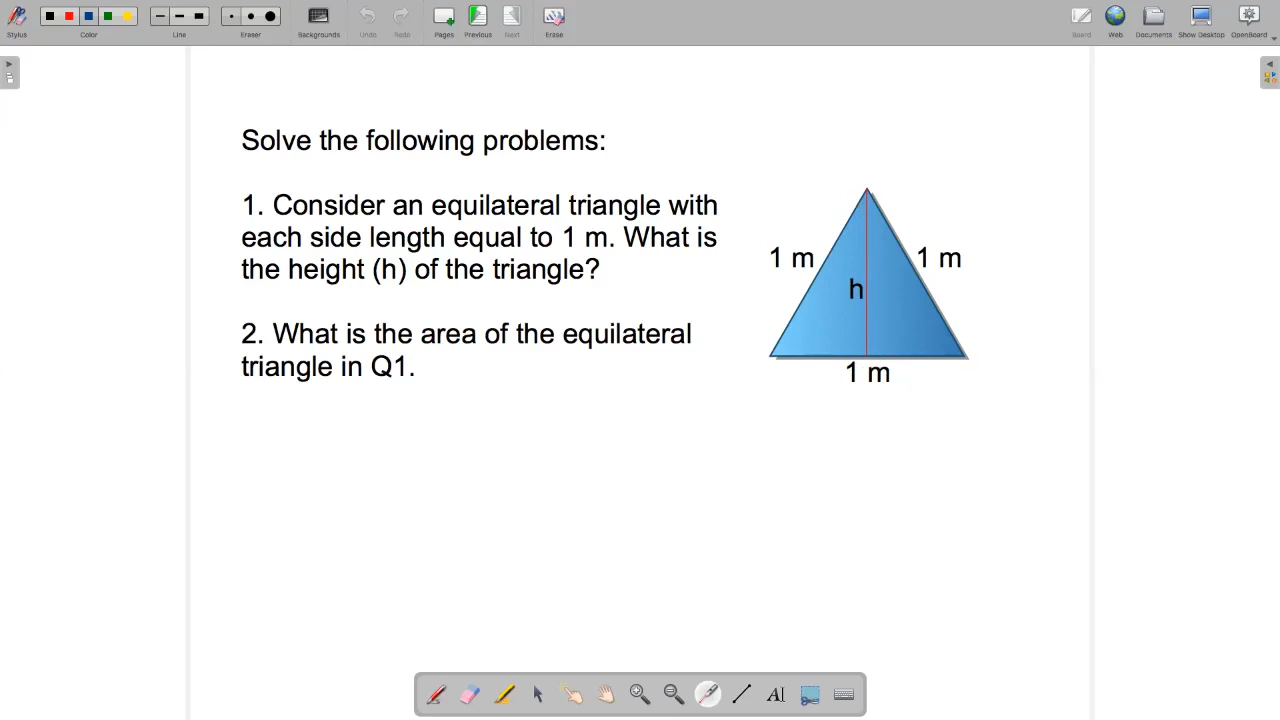 Stylus
Color
Line
Eraser
Backgrounds
Undo
Redo
Pages
Previous
Next
Erase
Board
Web
Documents
Show Desktop
OpenBoard
Solve the following problems:
1. Consider an equilateral triangle with
each side length equal to 1 m. What is
the height (h) of the triangle?
2. What is the area of the equilateral
triangle in Q1.
1 m
1 m
h
1 m
AI